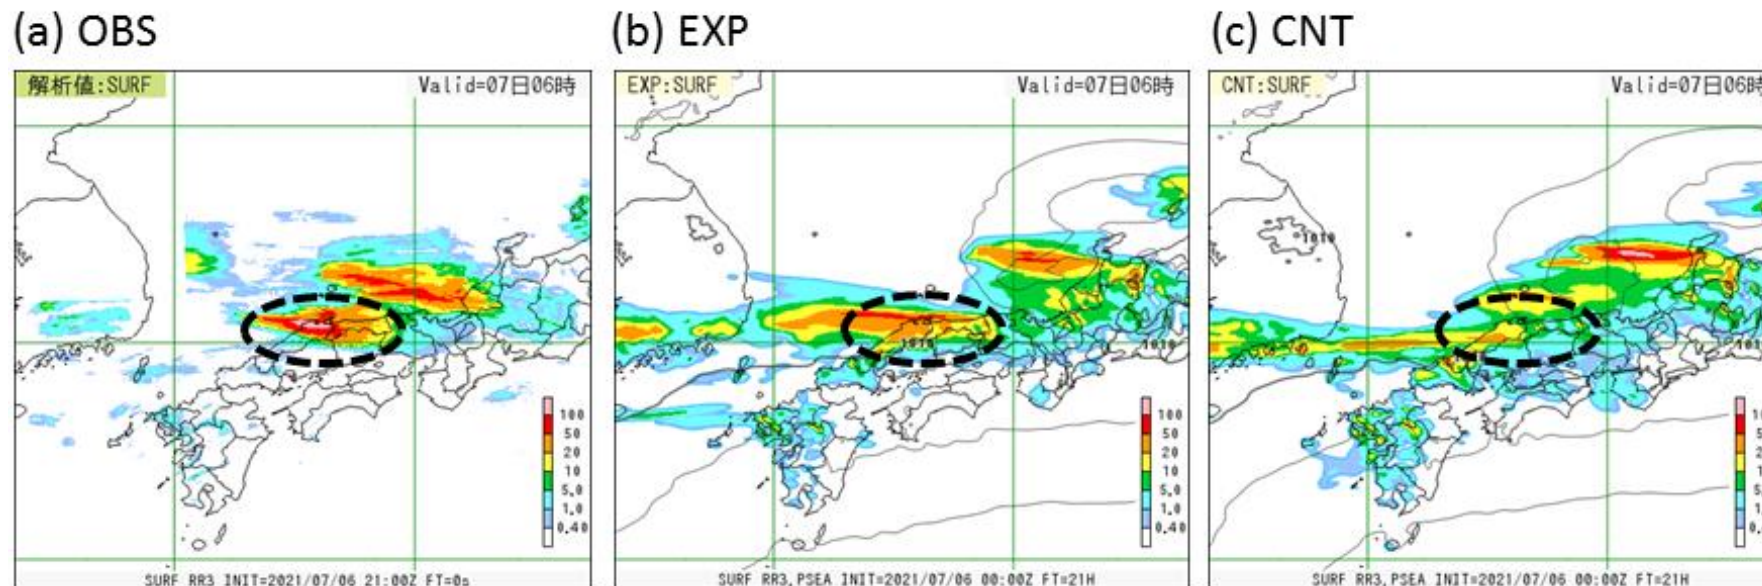 (a) OBS
(b) EXP
(c) CNT
解析値:SURF
Valid=07日06時
EXP:SURF
Valid=07日06時
CNT:SURF
Valid=07日06時
1010
1010
1010
100
50
20
10
5.0
1.0
0.40
100
50
20
10
5.0
1.0
0.40
SURF RR3 INIT=2021/07/06 21:00Z FT=0s
SURF RR3,PSEA INIT=2021/07/06 00:00Z FT=21H
SURF RR3,PSEA INIT=2021/07/06 00:00Z FT=21H